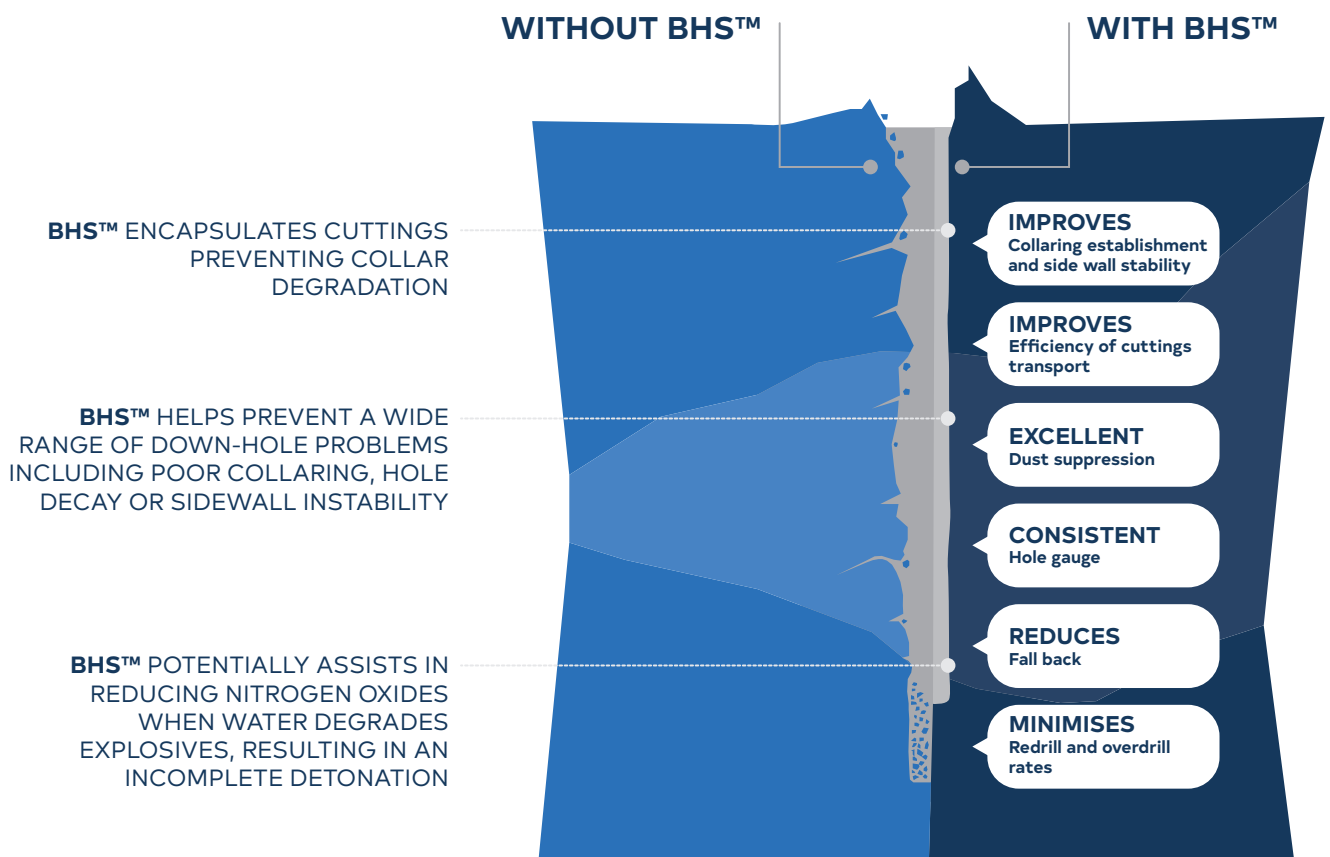 WITHOUT BHS™
WITH BHS™
BHS™ ENCAPSULATES CUTTINGS
PREVENTING COLLAR
DEGRADATION
BHS™ HELPS PREVENT A WIDE
RANGE OF DOWN-HOLE PROBLEMS
INCLUDING POOR COLLARING, HOLE
DECAY OR SIDEWALL INSTABILITY
BHS™ POTENTIALLY ASSISTS IN
REDUCING NITROGEN OXIDES
WHEN WATER DEGRADES
EXPLOSIVES, RESULTING IN AN
INCOMPLETE DETONATION
IMPROVES
Collaring establishment
and side wall stability
IMPROVES
Efficiency of cuttings
transport
EXCELLENT
Dust suppression
CONSISTENT
Hole gauge
REDUCES
Fall back
MINIMISES
Redrill and overdrill
rates